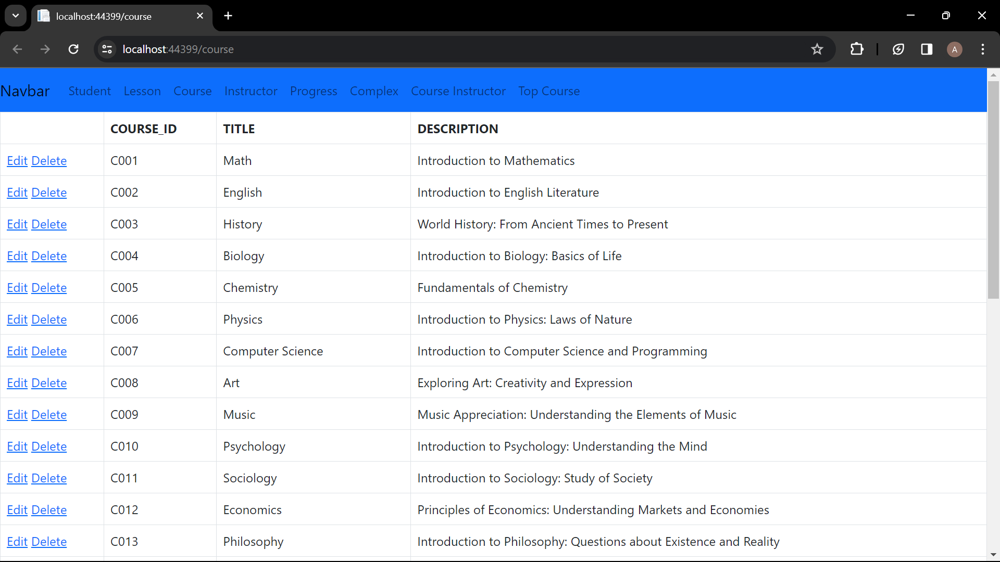 localhost:44399/course
localhost:44399/course
A
Navbar Student Lesson Course Instructor Progress Complex Course Instructor Top Course
COURSE_ID TITLE DESCRIPTION
Edit Delete C001 Math Introduction to Mathematics
Edit Delete C002 English Introduction to English Literature
Edit Delete C003 History World History: From Ancient Times to Present
Edit Delete C004 Biology Introduction to Biology: Basics of Life
Edit Delete C005 Chemistry Fundamentals of Chemistry
Edit Delete C006 Physics Introduction to Physics: Laws of Nature
Edit Delete C007 Computer Science Introduction to Computer Science and Programming
Edit Delete C008 Art Exploring Art: Creativity and Expression
Edit Delete C009 Music Music Appreciation: Understanding the Elements of Music
Edit Delete C010 Psychology Introduction to Psychology: Understanding the Mind
Edit Delete C011 Sociology Introduction to Sociology: Study of Society
Edit Delete C012 Economics Principles of Economics: Understanding Markets and Economies
Edit Delete C013 Philosophy Introduction to Philosophy: Questions about Existence and Reality